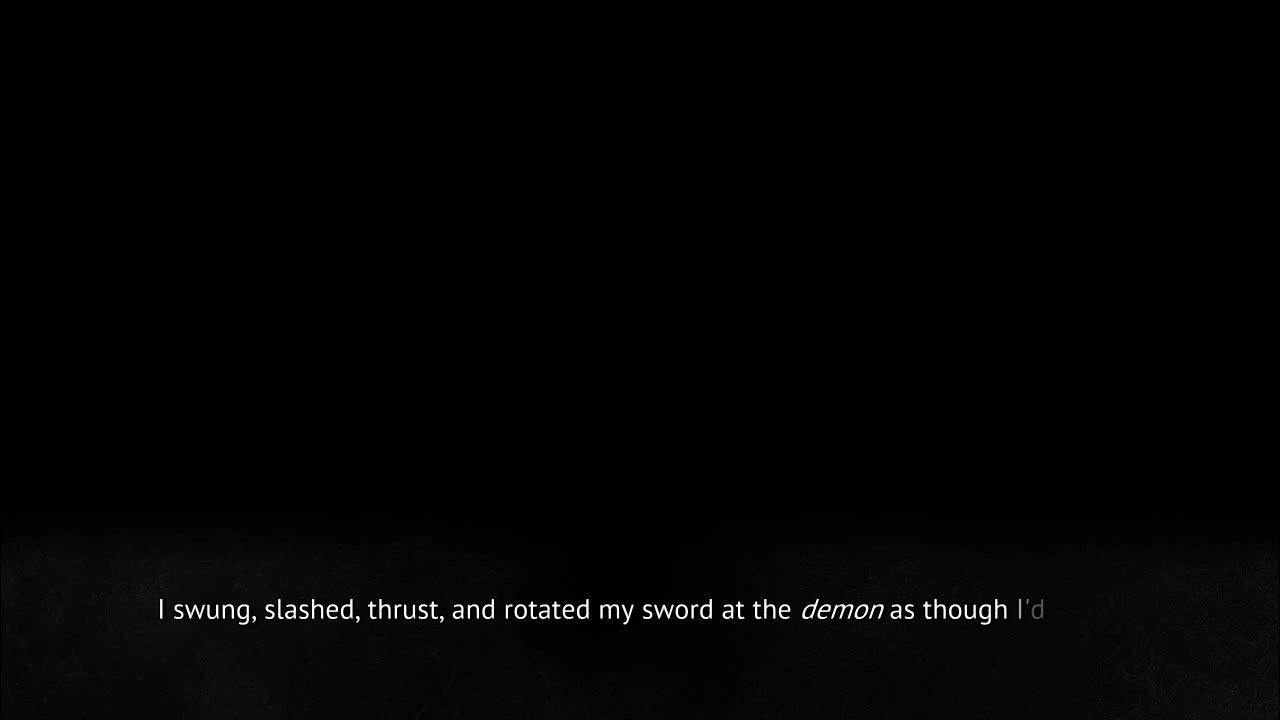 I swung, slashed, thrust, and rotated my sword at the demon as though I'd